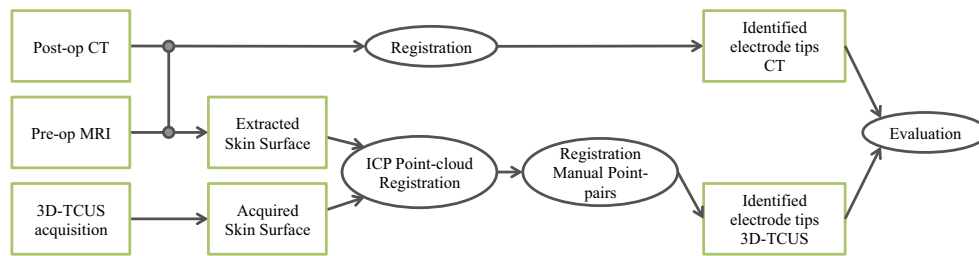 Post-op CT
Registration
Identified
electrode tips
CT
Pre-op MRI
Extracted
Skin Surface
Evaluation
ICP Point-cloud
Registration
Registration
Manual Point-
pairs
3D-TCUS
acquisition
Acquired
Skin Surface
Identified
electrode tips
3D-TCUS